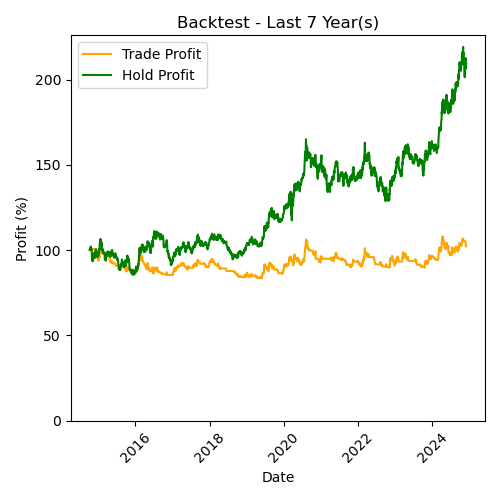 Backtest - Last 7 Year(s)
Trade Profit
Hold Profit
Profit (%)
200
150
100
50
0
2016
2018
2020
2022
2024
Date